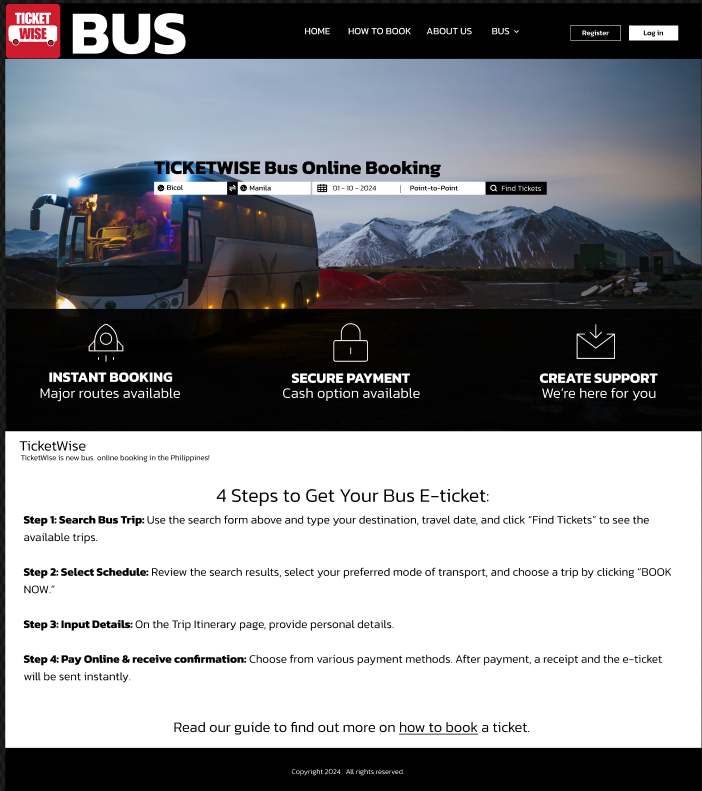 TICKET
WISE
BUS
HOME HOW TO BOOK ABOUT US BUS
Register
Log in
TICKETWISE Bus Online Booking
Bicol Manila 01 - 10 - 2024 | Point-to-Point Find Tickets
INSTANT BOOKING
Major routes available
SECURE PAYMENT
Cash option available
CREATE SUPPORT
We're here for you
TicketWise
TicketWise is new bus online booking in the Philippines!
4 Steps to Get Your Bus E-ticket:
Step 1: Search Bus Trip: Use the search form above and type your destination, travel date, and click “Find Tickets” to see the
available trips.
Step 2: Select Schedule: Review the search results, select your preferred mode of transport, and choose a trip by clicking “BOOK
NOW.”
Step 3: Input Details: On the Trip Itinerary page, provide personal details.
Step 4: Pay Online & receive confirmation: Choose from various payment methods. After payment, a receipt and the e-ticket
will be sent instantly.
Read our guide to find out more on how to book a ticket.
Copyright 2024 All rights reserved.